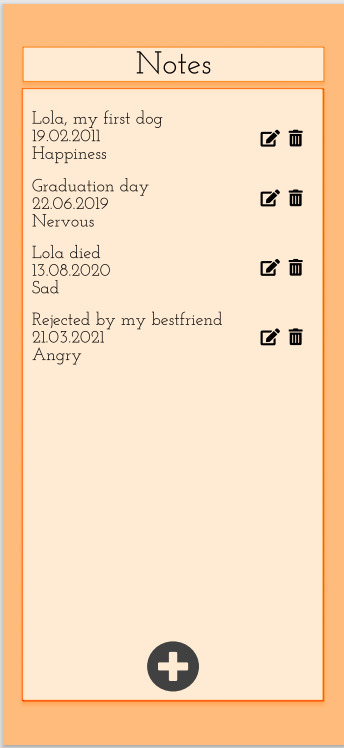 Notes
Lola, my first dog
19.02.2011
Happiness
Graduation day
22.06.2019
Nervous
Lola died
13.08.2020
Sad
Rejected by my bestfriend
21.03.2021
Angry